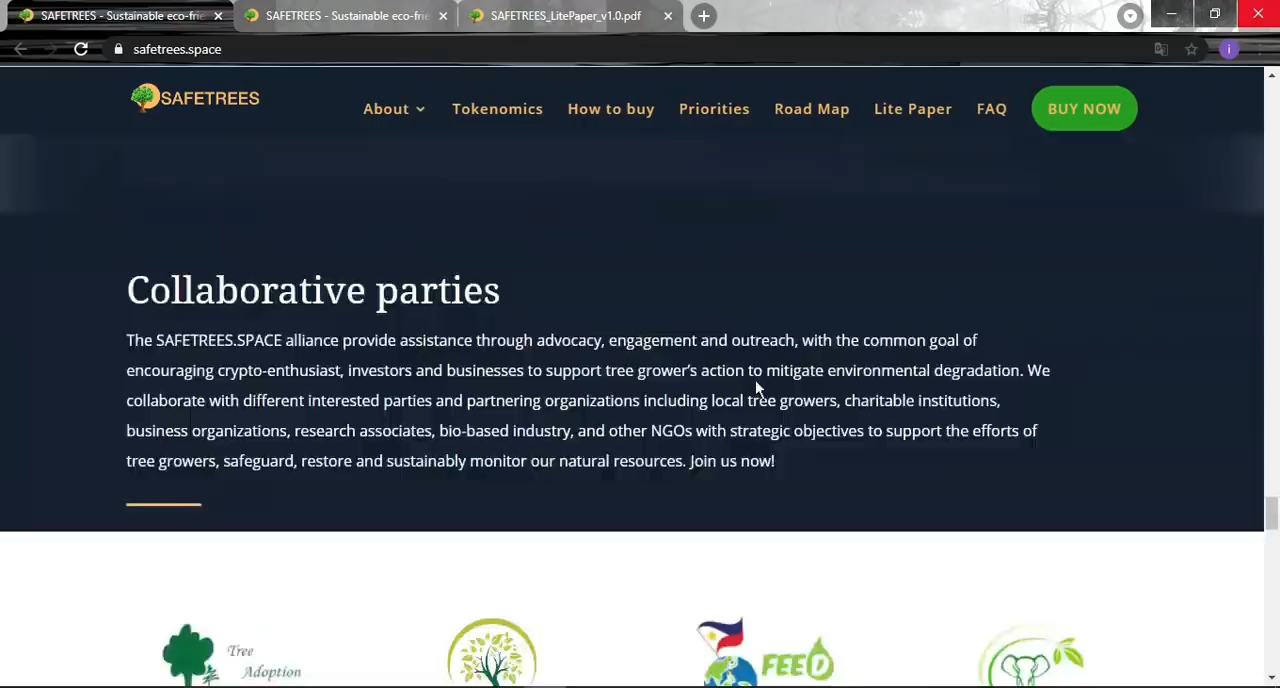 SAFETREES - Sustainable eco-frie
SAFETREES - Sustainable eco-frie
SAFETREES_LitePaper_v1.0.pdf
safetrees.space
i
SAFETREES
About
Tokenomics
How to buy
Priorities
Road Map
Lite Paper
FAQ
BUY NOW
Collaborative parties
The SAFETREES.SPACE alliance provide assistance through advocacy, engagement and outreach, with the common goal of
encouraging crypto-enthusiast, investors and businesses to support tree grower's action to mitigate environmental degradation. We
collaborate with different interested parties and partnering organizations including local tree growers, charitable institutions,
business organizations, research associates, bio-based industry, and other NGOs with strategic objectives to support the efforts of
tree growers, safeguard, restore and sustainably monitor our natural resources. Join us now!
Tree
Adoption
FEED